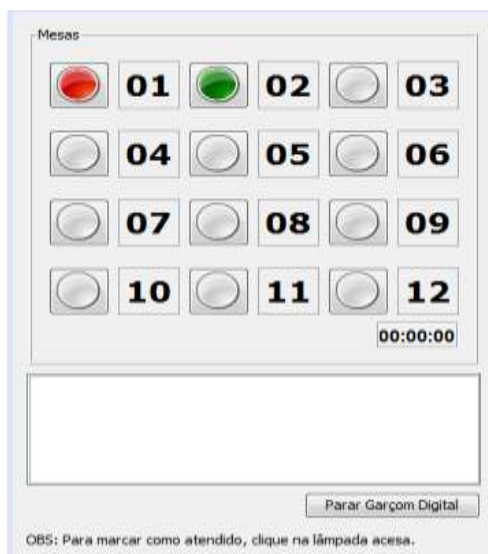 Mesas
01 02 03
04 05 06
07 08 09
10 11 12
00:00:00
Parar Garçom Digital
OBS: Para marcar como atendido, clique na lâmpada acesa.